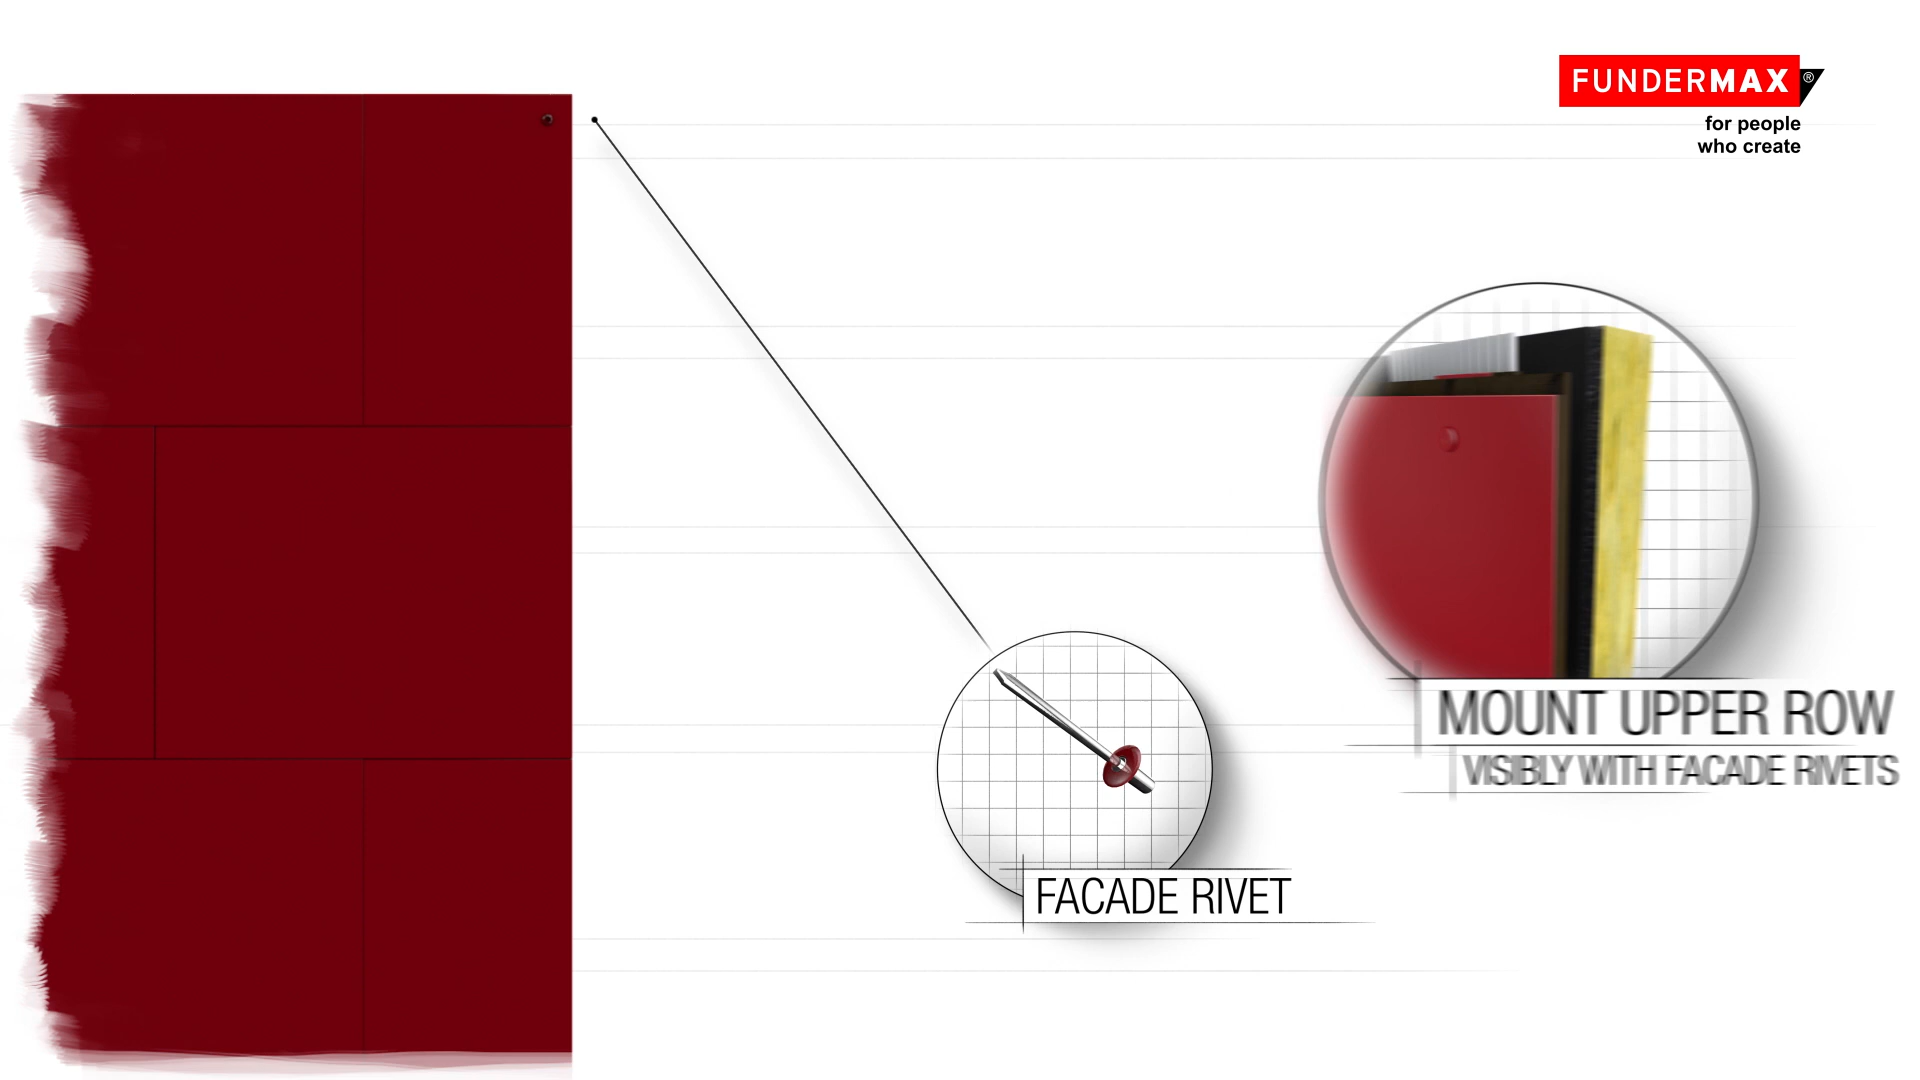 FUNDERMAX®
for people
who create
MOUNT UPPER ROW
VISIBLY WITH FACADE RIVETS
FACADE RIVET